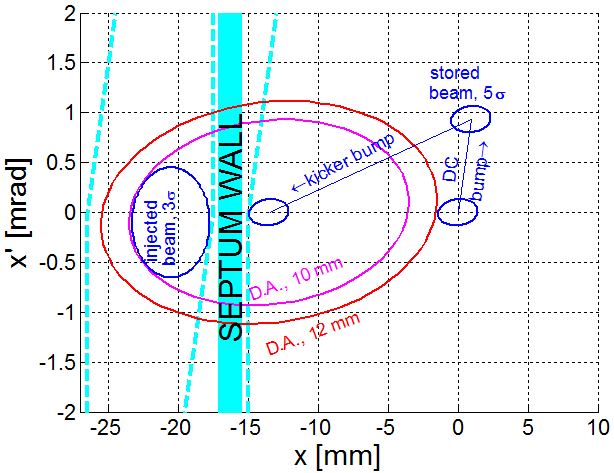 2
1.5
1
0.5
0
-0.5
-1
-1.5
-2
x' [mrad]
stored
beam, 5σ
←kicker bump
DC
bump→
injected
beam, 3σ
SEPTUM WALL
D.A., 10 mm
D.A., 12 mm
-25 -20 -15 -10 -5 0 5 10
x [mm]